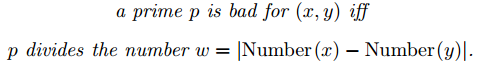 a prime p is bad for (x, y) iff
p divides the number w = |Number(x) − Number(y)|.